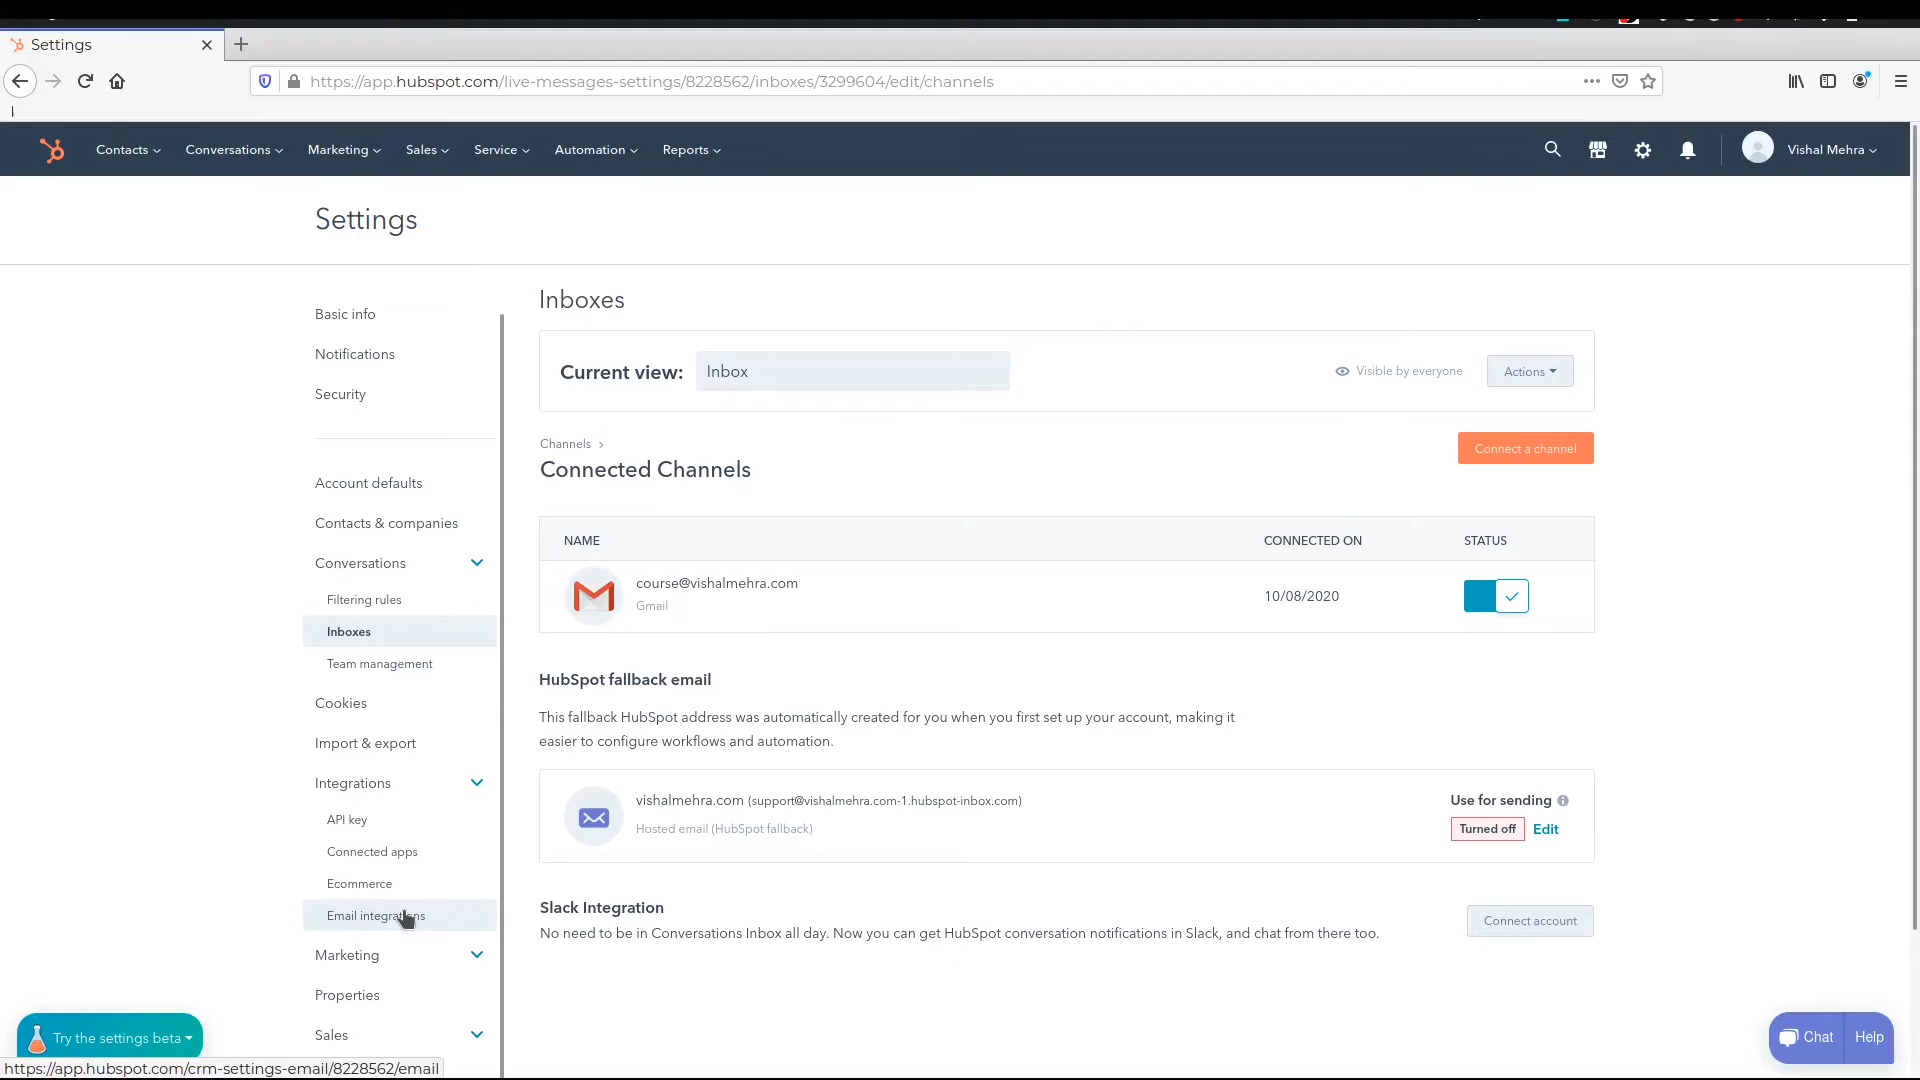 Settings
https://app.hubspot.com/live-messages-settings/8228562/inboxes/3299604/edit/channels
Contacts Conversations Marketing Sales Service Automation Reports Vishal Mehra
Settings
Basic info
Notifications
Security
Account defaults
Contacts & companies
Conversations
Filtering rules
Inboxes
Team management
Cookies
Import & export
Integrations
API key
Connected apps
Ecommerce
Email integrations
Marketing
Properties
Sales
Inboxes
Current view: Inbox Visible by everyone Actions
Channels
Connect a channel
Connected Channels
NAME CONNECTED ON STATUS
course@vishalmehra.com
Gmail
10/08/2020
HubSpot fallback email
This fallback HubSpot address was automatically created for you when you first set up your account, making it
easier to configure workflows and automation.
vishalmehra.com (support@vishalmehra.com-1.hubspot-inbox.com)
Hosted email (HubSpot fallback)
Use for sending
Turned off Edit
Slack Integration
No need to be in Conversations Inbox all day. Now you can get HubSpot conversation notifications in Slack, and chat from there too.
Connect account
Try the settings beta
Chat Help
https://app.hubspot.com/crm-settings-email/8228562/email